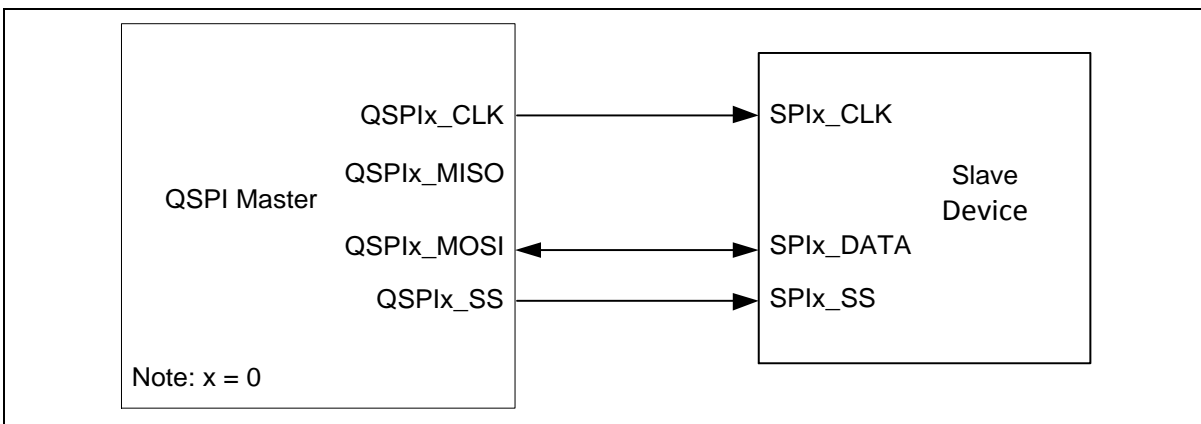 QSPIx_CLK
QSPIx_MISO
QSPI Master
QSPIx_MOSI
QSPIx_SS
Note: x = 0
SPIx_CLK
Slave
Device
SPIx_DATA
SPIx_SS